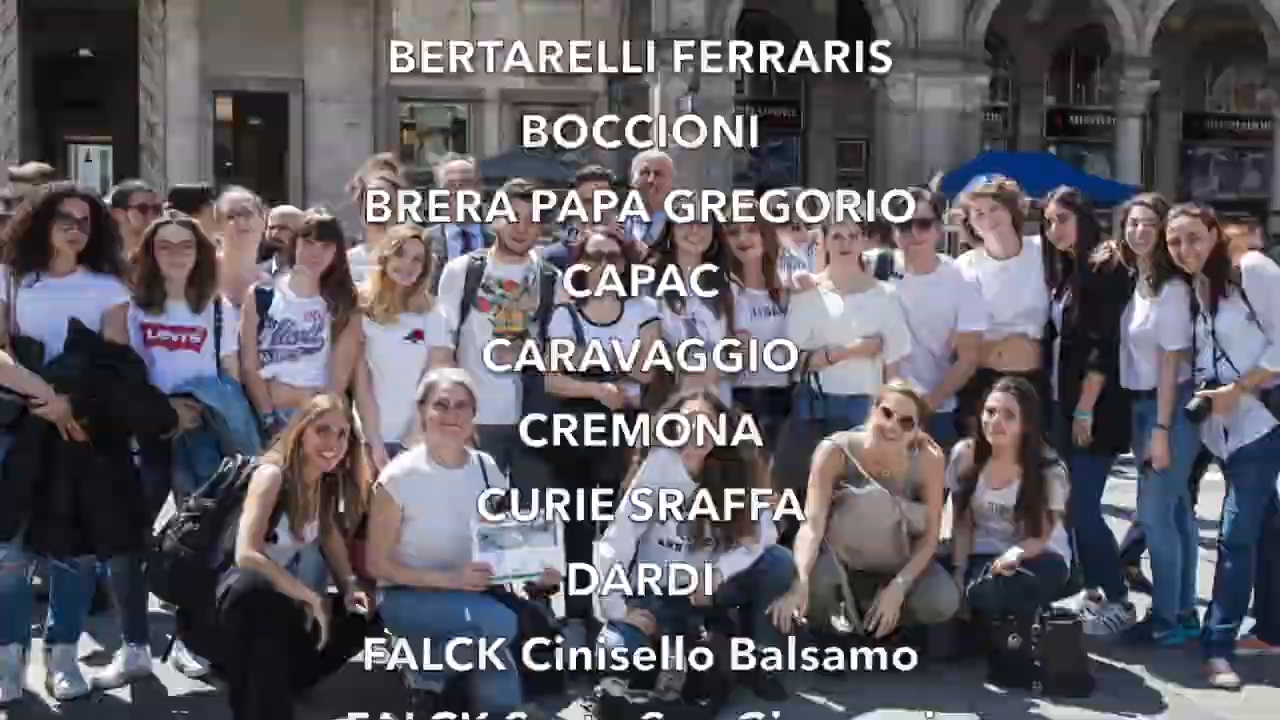 BERTARELLI FERRARIS
BOCCIONI
BRERA PAPA GREGORIO
CAPAC
CARAVAGGIO
LEVI'S
CREMONA
CURIE SRAFFA
DARDI
FALCK Cinisello Balsamo